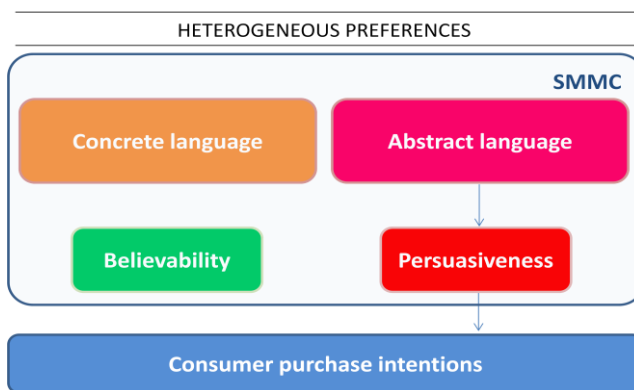 HETEROGENEOUS PREFERENCES
SMMC
Concrete language
Abstract language
Believability
Persuasiveness
Consumer purchase intentions